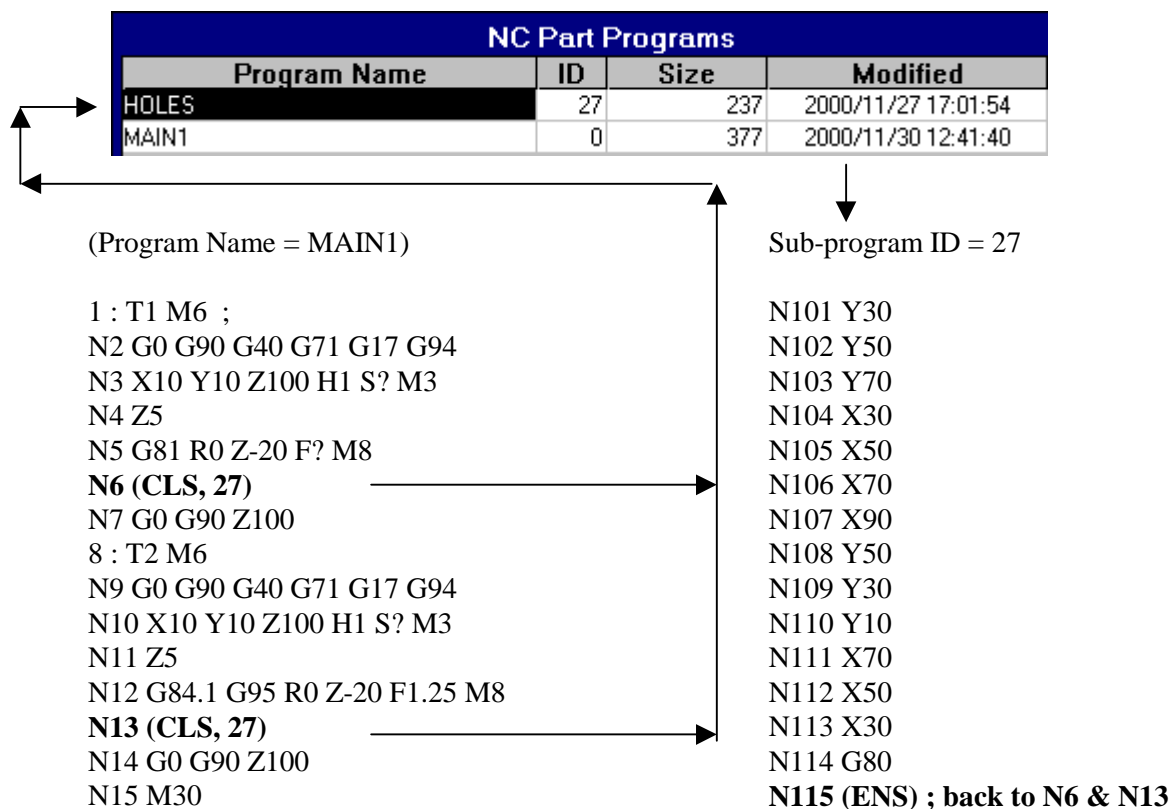 NC Part Programs
Program Name ID Size Modified
HOLES 27 237 2000/11/27 17:01:54
MAIN1 0 377 2000/11/30 12:41:40
(Program Name = MAIN1)
1 : T1 M6 ;
N2 G0 G90 G40 G71 G17 G94
N3 X10 Y10 Z100 H1 S? M3
N4 Z5
N5 G81 R0 Z-20 F? M8
N6 (CLS, 27)
N7 G0 G90 Z100
8 : T2 M6
N9 G0 G90 G40 G71 G17 G94
N10 X10 Y10 Z100 H1 S? M3
N11 Z5
N12 G84.1 G95 R0 Z-20 F1.25 M8
N13 (CLS, 27)
N14 G0 G90 Z100
N15 M30
Sub-program ID = 27
N101 Y30
N102 Y50
N103 Y70
N104 X30
N105 X50
N106 X70
N107 X90
N108 Y50
N109 Y30
N110 Y10
N111 X70
N112 X50
N113 X30
N114 G80
N115 (ENS) ; back to N6 & N13